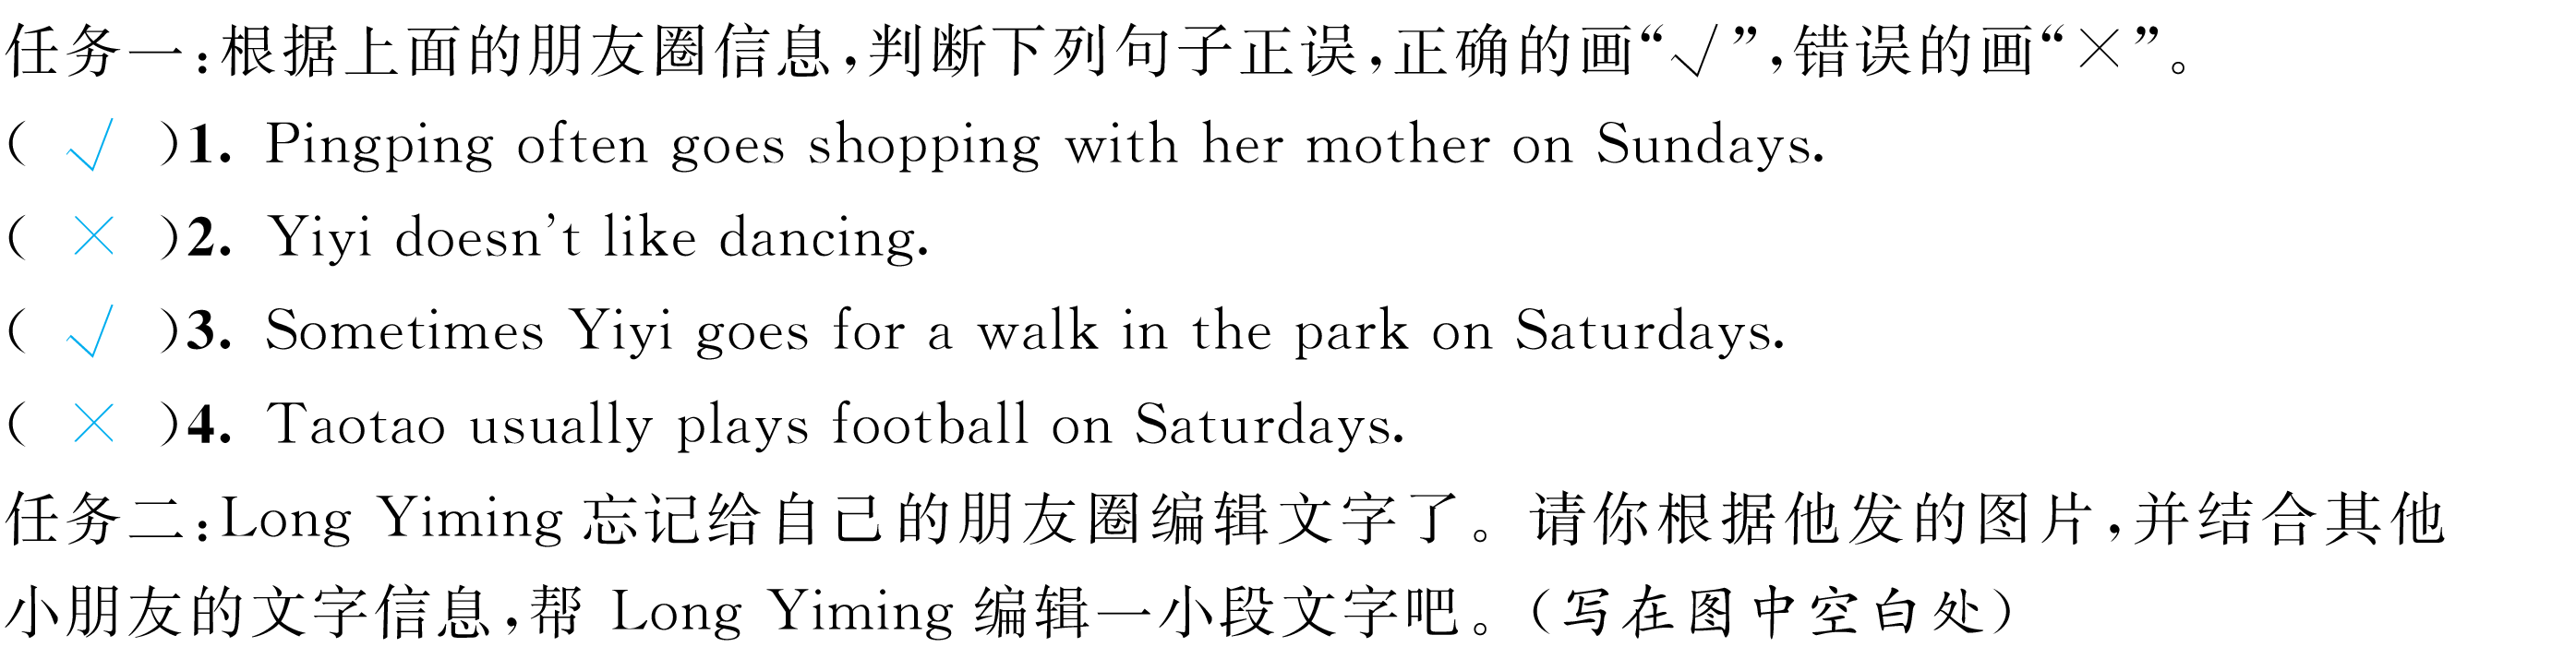 任务一:根据上面的朋友圈信息,判断下列句子正误,正确的画“√”,错误的画“×”。
( √ )1. Pingping often goes shopping with her mother on Sundays.
( × )2. Yiyi doesn't like dancing.
( √ )3. Sometimes Yiyi goes for a walk in the park on Saturdays.
( × )4. Taotao usually plays football on Saturdays.
任务二:Long Yiming 忘记给自己的朋友圈编辑文字了。请你根据他发的图片,并结合其他
小朋友的文字信息,帮 Long Yiming 编辑一小段文字吧。(写在图中空白处)